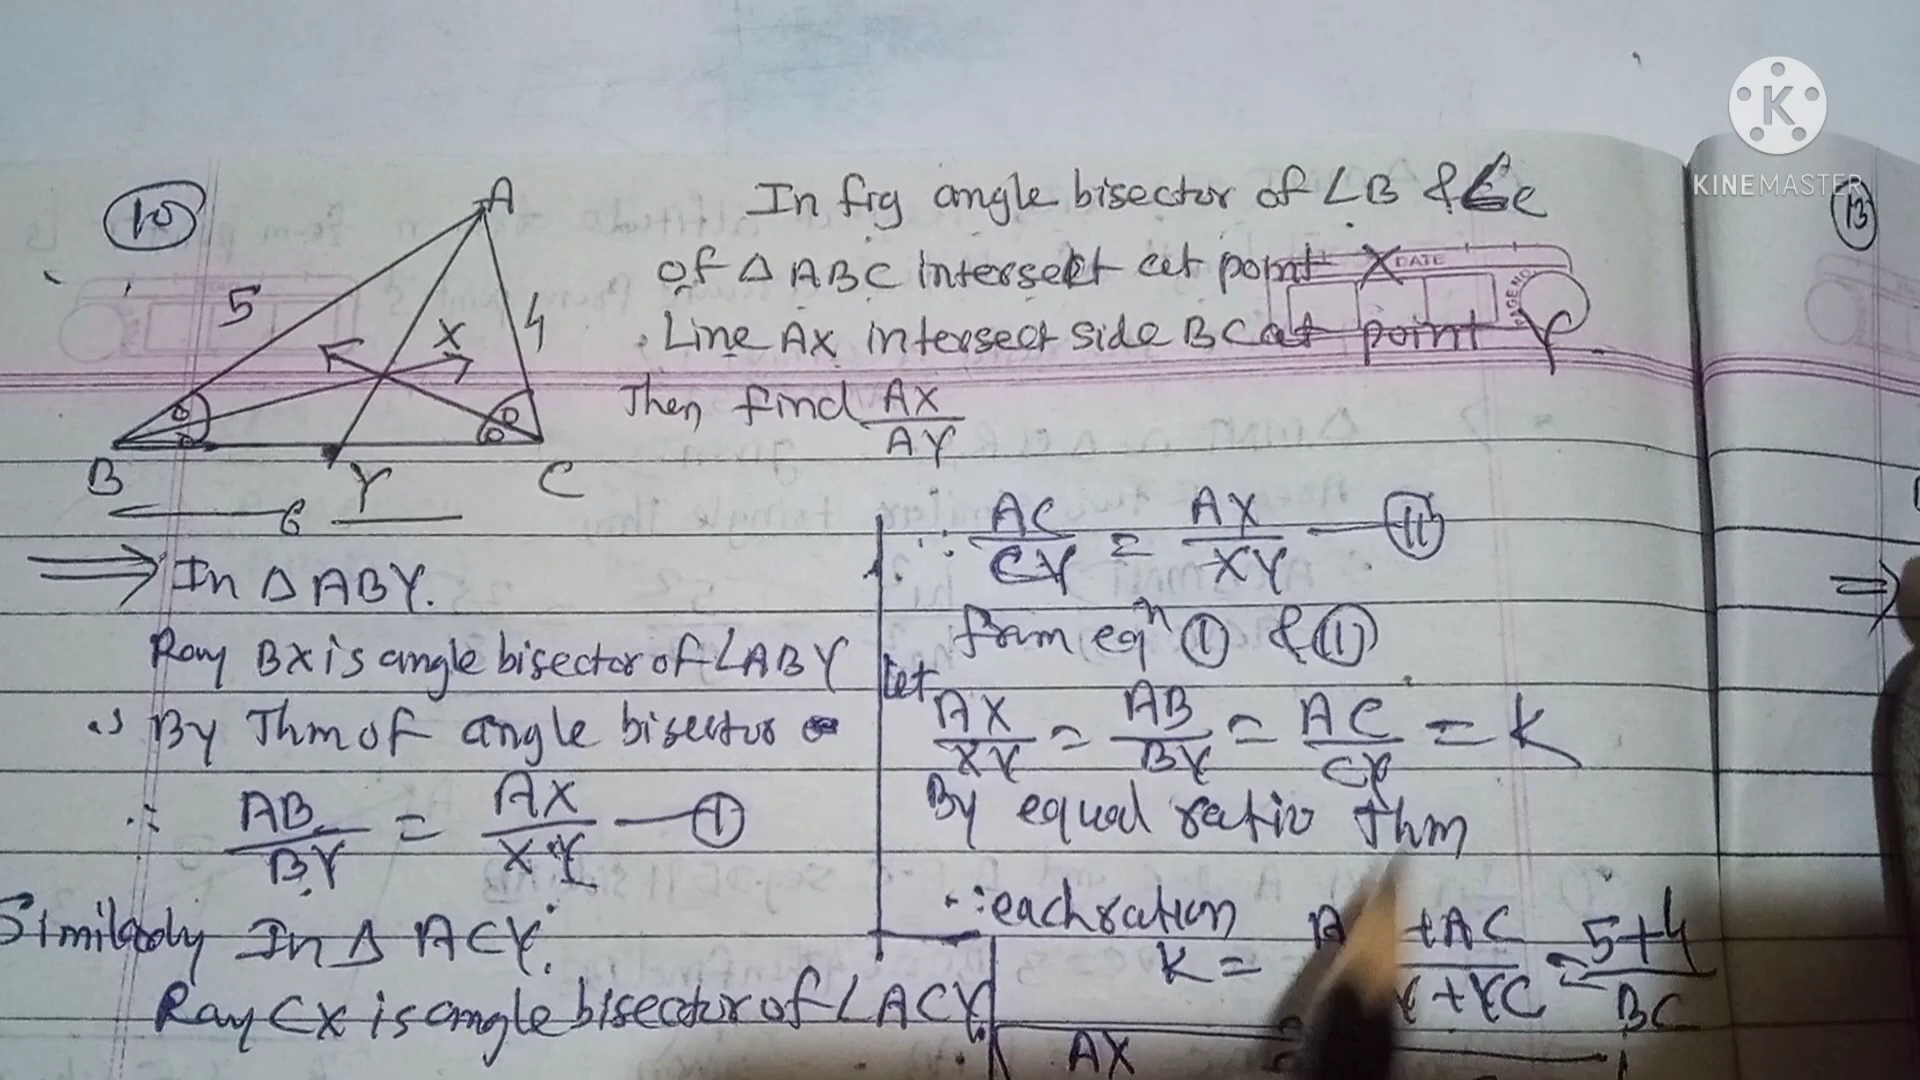 K
KINEMASTER
10
A
5
4
X
B
Y
C
6
In fig angle bisector of ∠B & ∠C
of △ ABC intersect at point X
DATE
Line AX intersect side BC at point Y.
Then find AX/AY
13
⇒ In △ ABY.
Ray BX is angle bisector of ∠ABY
By Thm of angle bisector
∴ AB/BY = AX/XY — ①
Similarly In △ ACY.
Ray CX is angle bisector of ∠ACY
∴ AC/CY = AX/XY — ⑪
from eqⁿ ① & ⑪
Let AX/XY = AB/BY = AC/CY = K
By equal ratio Thm
∴ each ration
K = +AC/+YC = 5+4/BC
AX